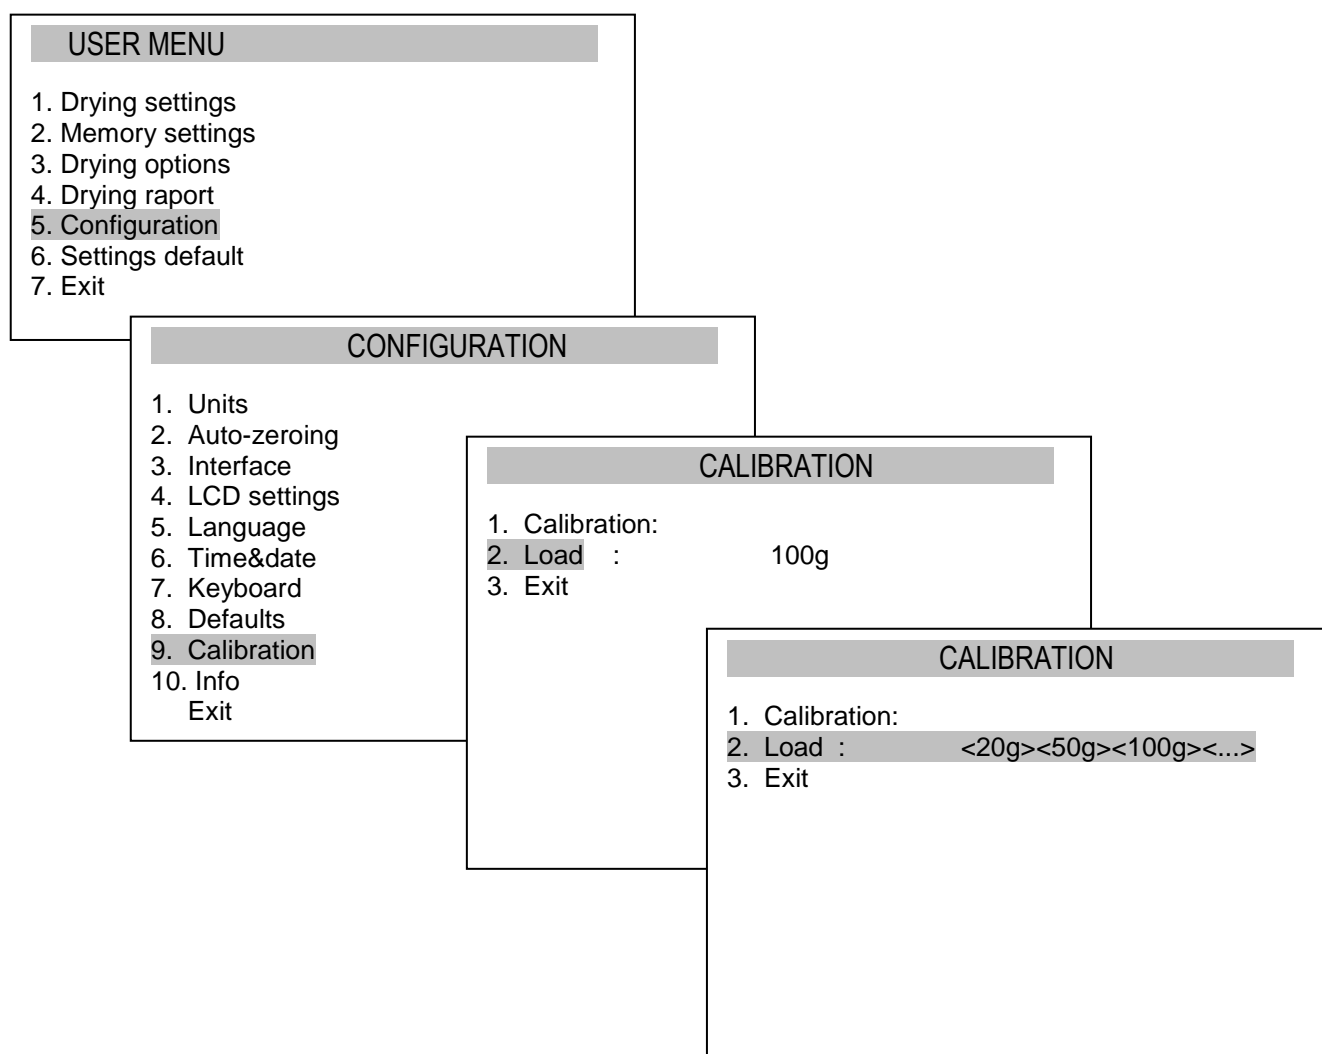 USER MENU
1. Drying settings
2. Memory settings
3. Drying options
4. Drying raport
5. Configuration
6. Settings default
7. Exit
CONFIGURATION
1. Units
2. Auto-zeroing
3. Interface
4. LCD settings
5. Language
6. Time&date
7. Keyboard
8. Defaults
9. Calibration
10. Info
Exit
CALIBRATION
1. Calibration:
2. Load : 100g
3. Exit
CALIBRATION
1. Calibration:
2. Load : <20g><50g><100g><...>
3. Exit